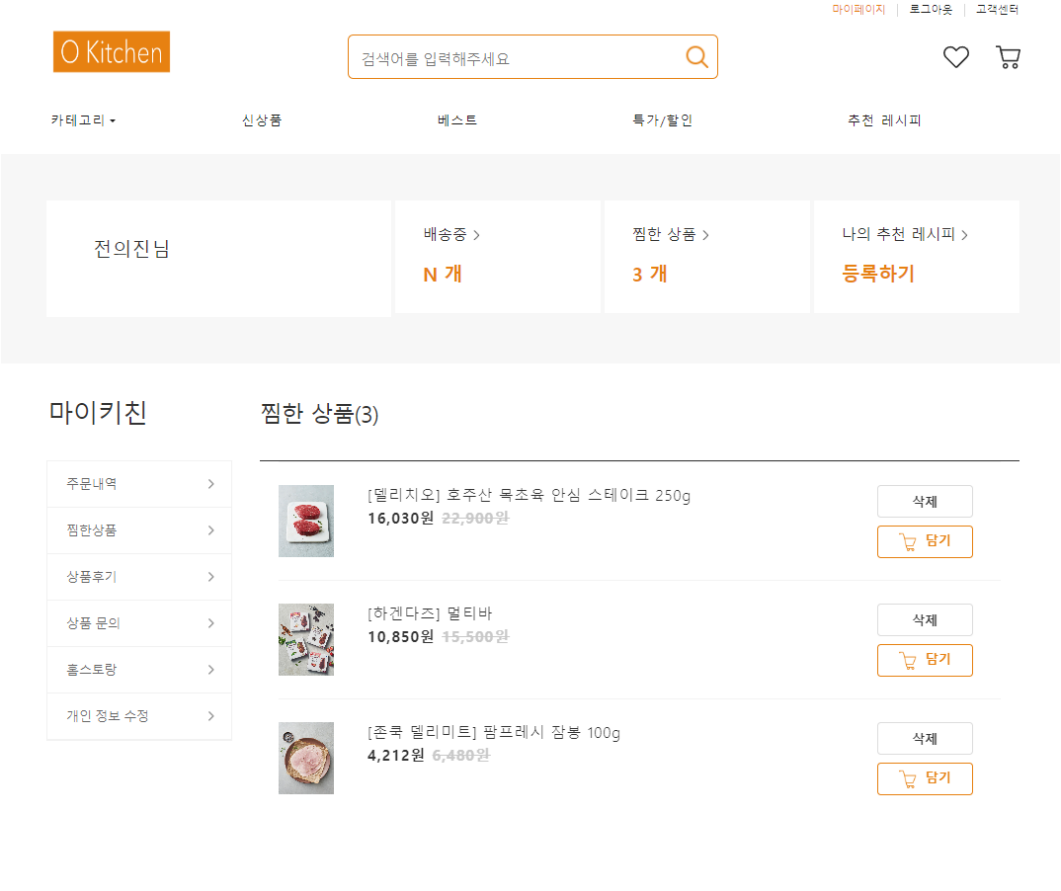 마이페이지 로그아웃 고객센터
O Kitchen
검색어를 입력해주세요
카테고리 신상품 베스트 특가/할인 추천 레시피
전의진님
배송중 >
N 개
찜한 상품 >
3 개
나의 추천 레시피 >
등록하기
마이키친
주문내역 >
찜한상품 >
상품후기 >
상품 문의 >
홈스토랑 >
개인 정보 수정 >
찜한 상품(3)
[델리치오] 호주산 목초육 안심 스테이크 250g
16,030원 22,900원
삭제
담기
[하겐다즈] 멀티바
10,850원 15,500원
삭제
담기
[존쿡 델리미트] 팜프레시 잠봉 100g
4,212원 6,480원
삭제
담기